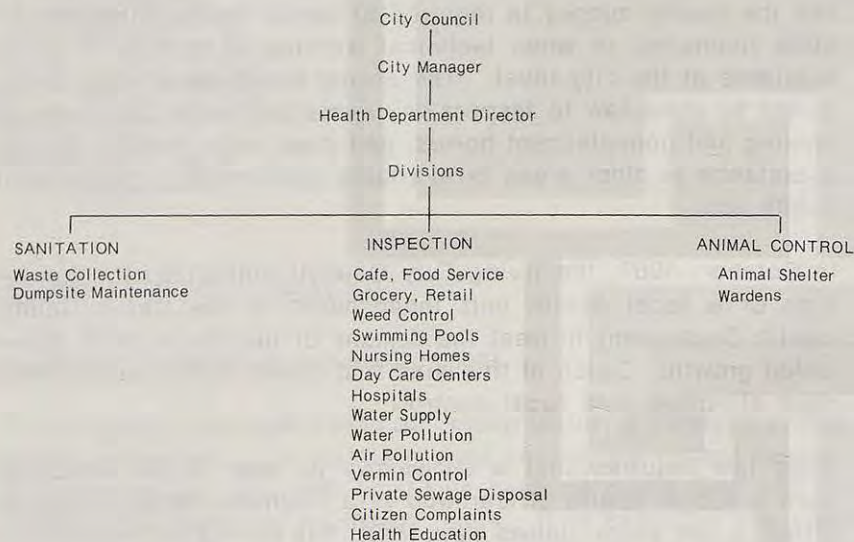 City Council
City Manager
Health Department Director
Divisions
SANITATION
Waste Collection
Dumpsite Maintenance
INSPECTION
Cafe, Food Service
Grocery, Retail
Weed Control
Swimming Pools
Nursing Homes
Day Care Centers
Hospitals
Water Supply
Water Pollution
Air Pollution
Vermin Control
Private Sewage Disposal
Citizen Complaints
Health Education
ANIMAL CONTROL
Animal Shelter
Wardens